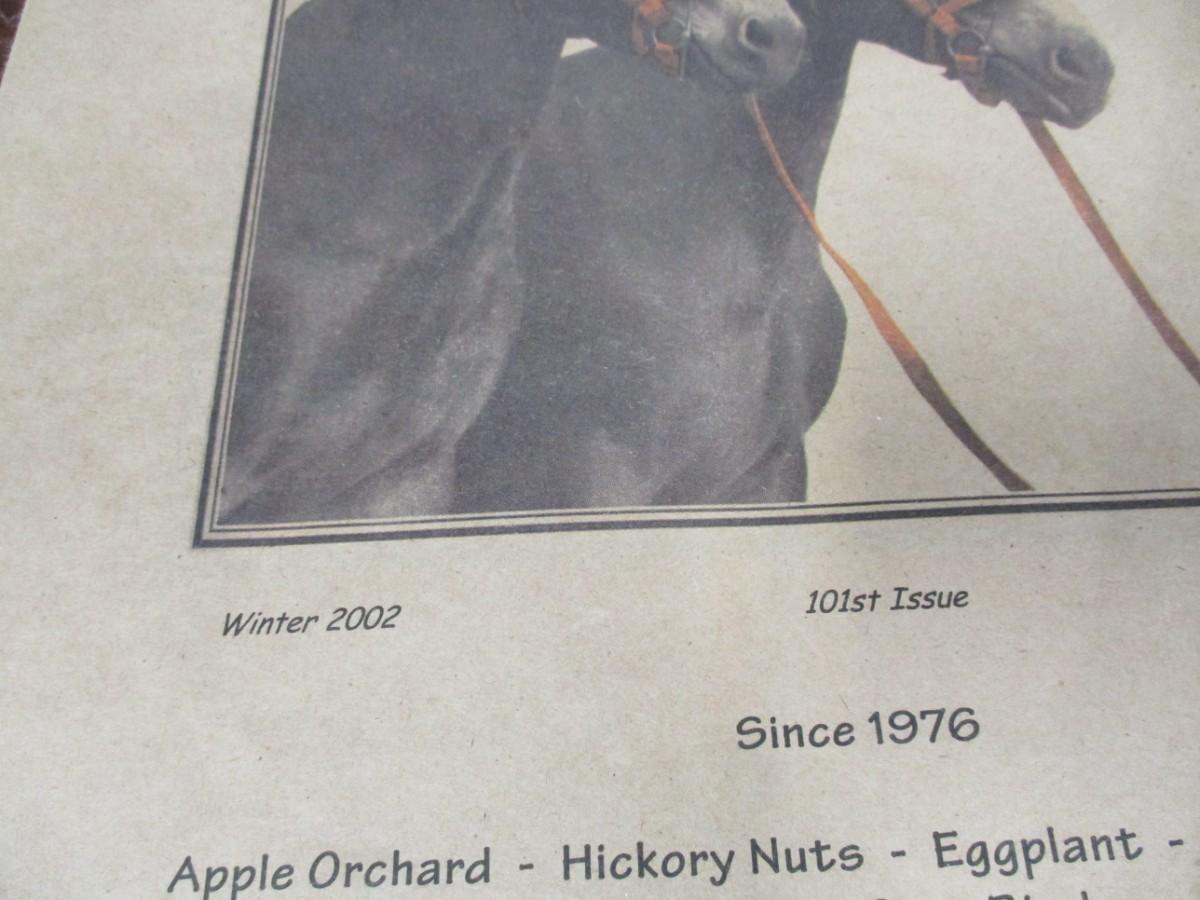 Winter 2002 101st Issue
Since 1976
Apple Orchard - Hickory Nuts - Eggplant -